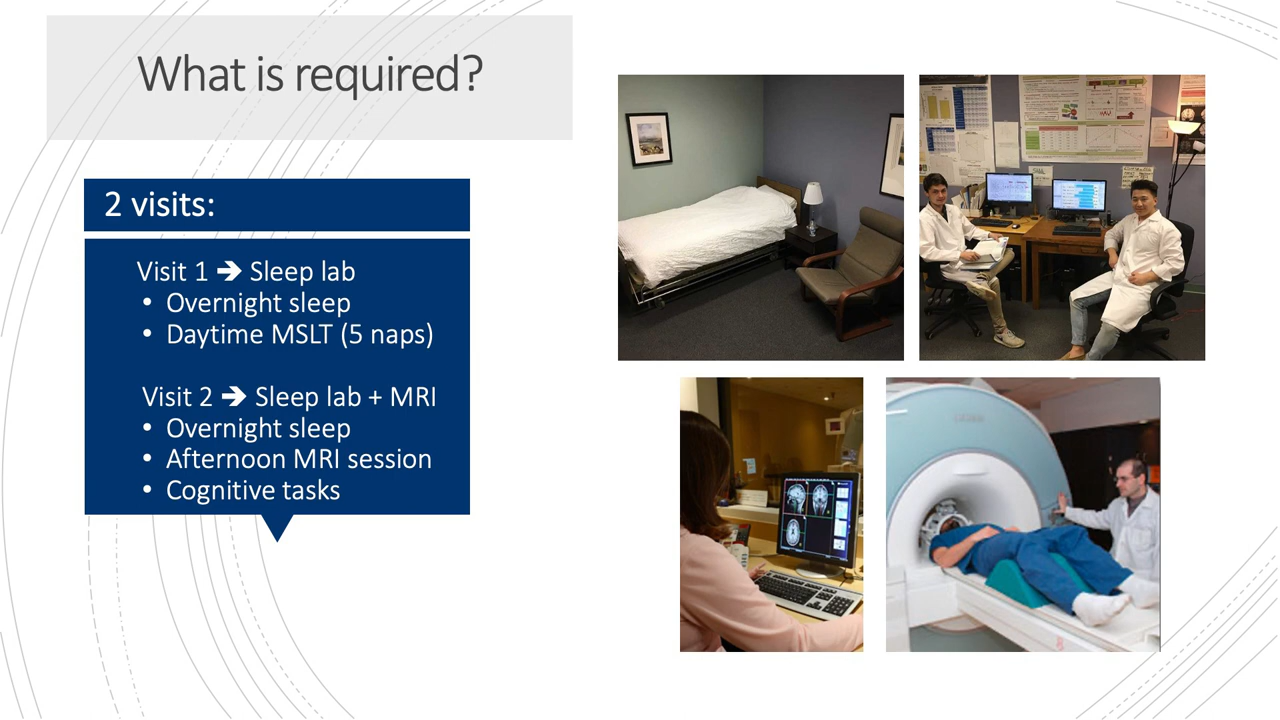 What is required?
2 visits:
Visit 1 ➔ Sleep lab
• Overnight sleep
• Daytime MSLT (5 naps)
Visit 2 ➔ Sleep lab + MRI
• Overnight sleep
• Afternoon MRI session
• Cognitive tasks